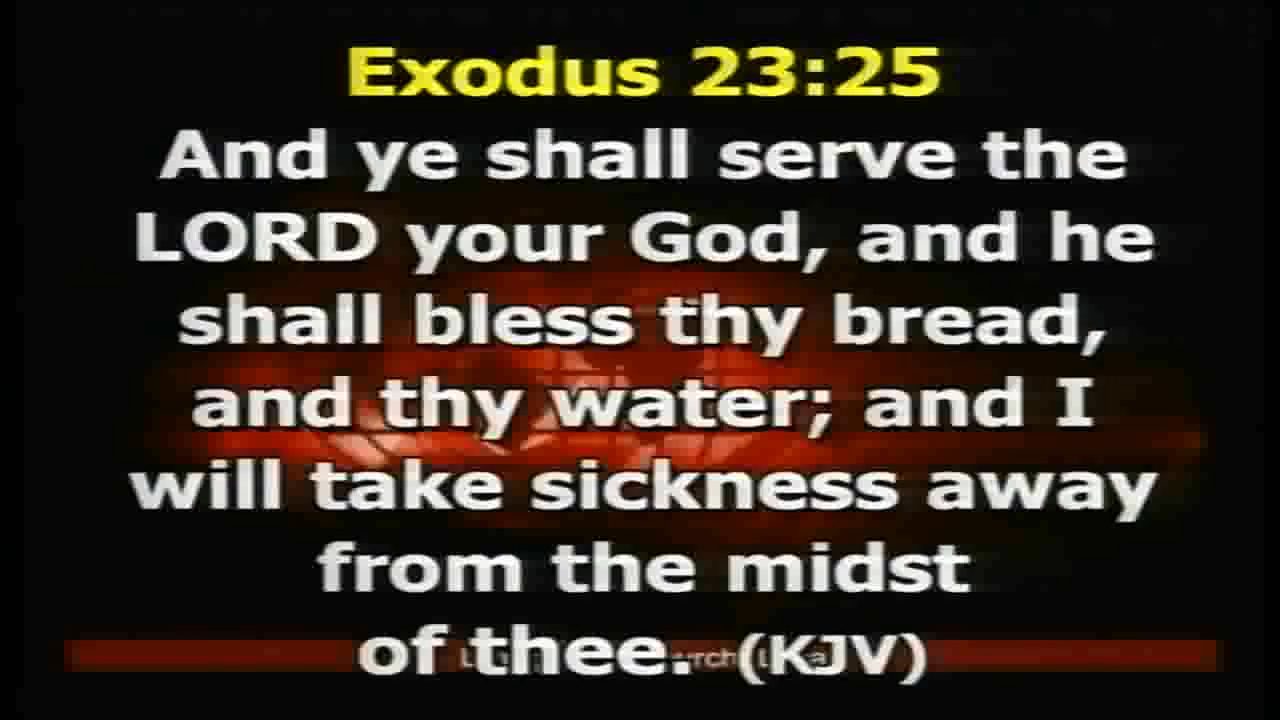 Exodus 23:25
And ye shall serve the
LORD your God, and he
shall bless thy bread,
and thy water; and I
will take sickness away
from the midst
of thee. (KJV)